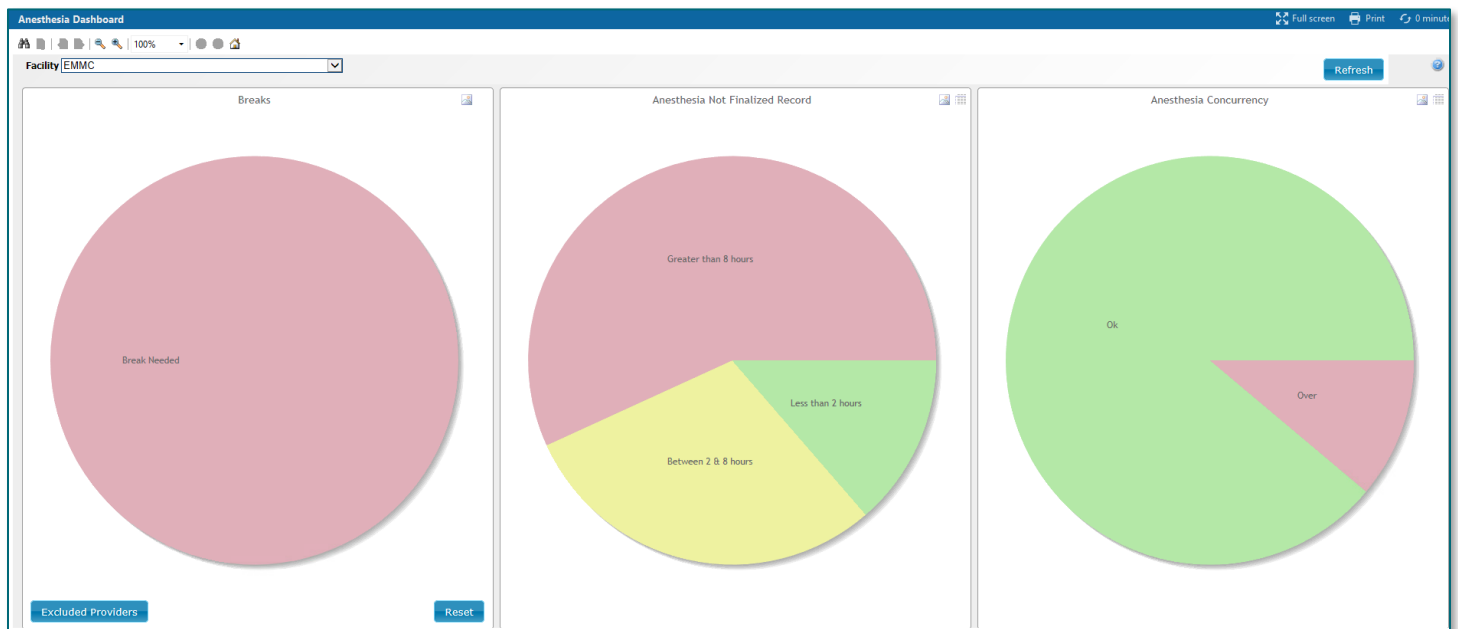 Anesthesia Dashboard
Full screen Print 0 minute
100%
Facility EMMC
Refresh
Breaks
Break Needed
Excluded Providers Reset
Anesthesia Not Finalized Record
Greater than 8 hours
Less than 2 hours
Between 2 & 8 hours
Anesthesia Concurrency
Ok
Over